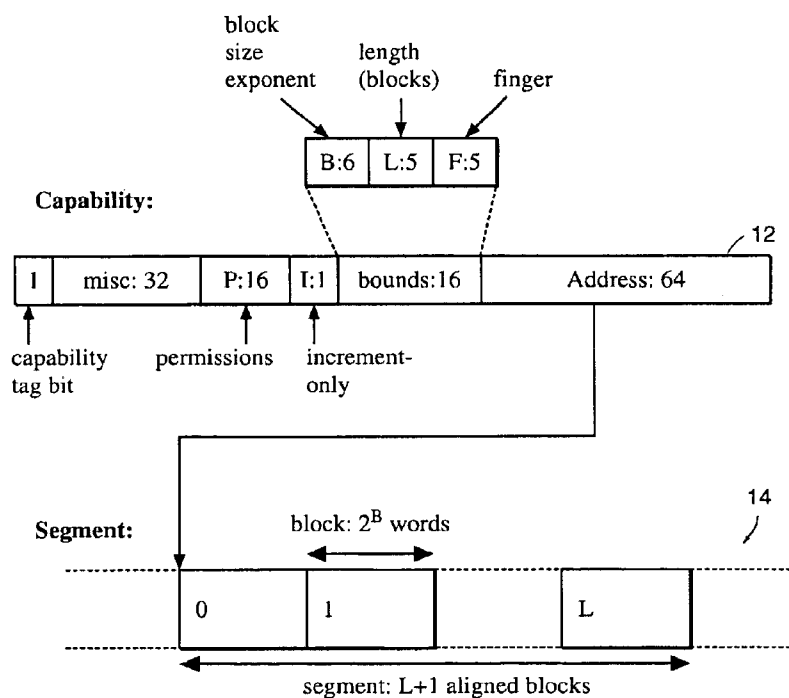 block
size
exponent
length
(blocks)
finger
B:6 L:5 F:5
Capability:
12
1 misc: 32 P:16 I:1 bounds:16 Address: 64
capability
tag bit
permissions
increment-
only
14
Segment:
block: 2^B words
0 1 L
segment: L+1 aligned blocks